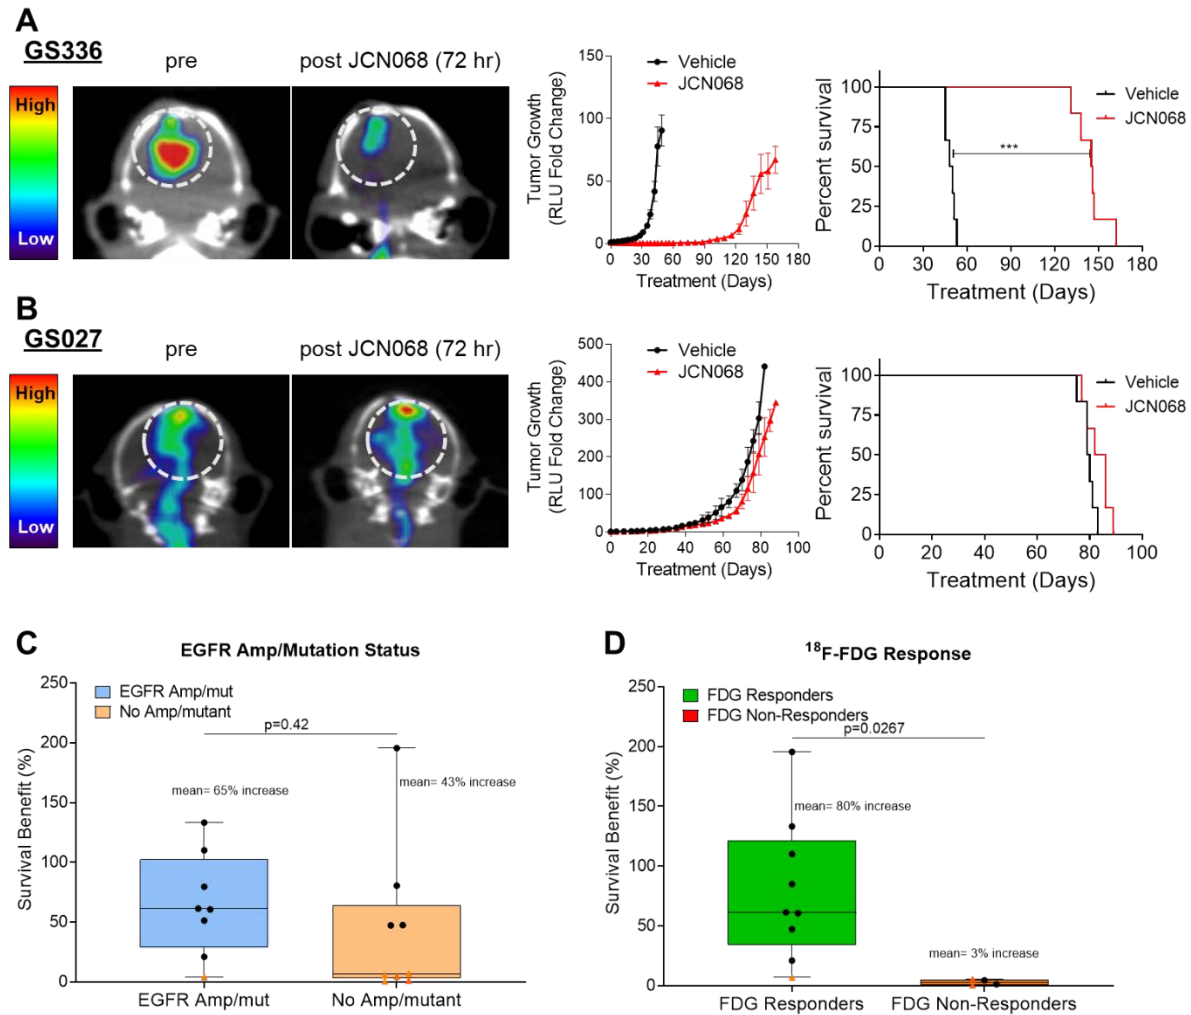 A
GS336
pre
post JCN068 (72 hr)
High
Low
Tumor Growth
(RLU Fold Change)
150
100
50
0
0 30 60 90 120 150 180
Treatment (Days)
Vehicle
JCN068
Percent survival
100
75
50
25
0
0 30 60 90 120 150 180
Treatment (Days)
***
Vehicle
JCN068
B
GS027
pre
post JCN068 (72 hr)
High
Low
Tumor Growth
(RLU Fold Change)
500
400
300
200
100
0
0 20 40 60 80 100
Treatment (Days)
Vehicle
JCN068
Percent survival
100
75
50
25
0
0 20 40 60 80 100
Treatment (Days)
Vehicle
JCN068
C
EGFR Amp/Mutation Status
Survival Benefit (%)
250
200
150
100
50
0
EGFR Amp/mut
No Amp/mutant
p=0.42
mean= 65% increase
mean= 43% increase
EGFR Amp/mut No Amp/mutant
D
18F-FDG Response
Survival Benefit (%)
250
200
150
100
50
0
FDG Responders
FDG Non-Responders
p=0.0267
mean= 80% increase
mean= 3% increase
FDG Responders FDG Non-Responders